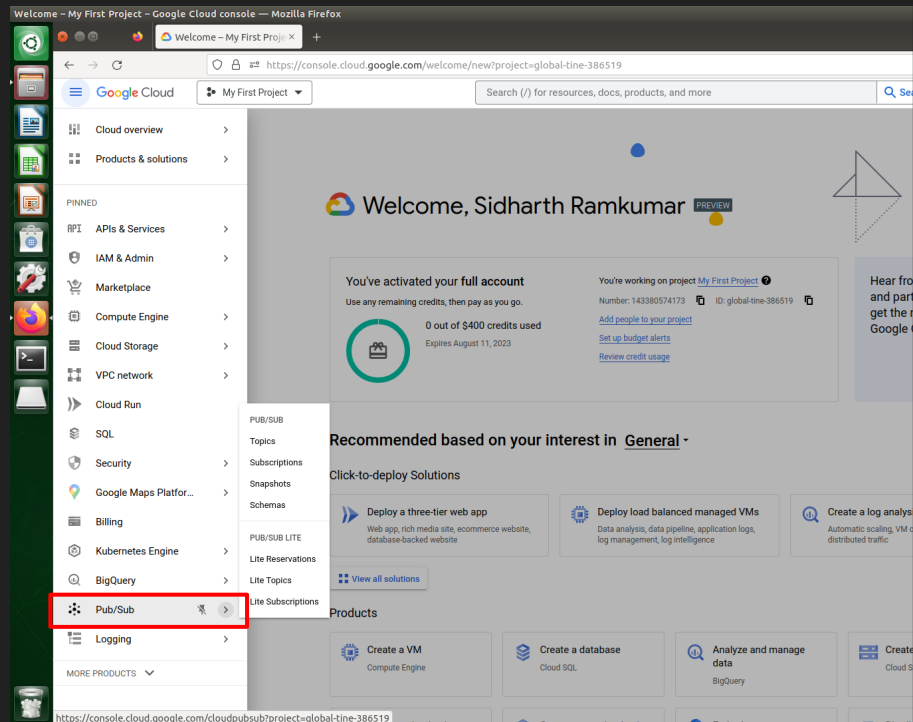 Welcome – My First Project – Google Cloud console — Mozilla Firefox
Welcome – My First Proje
https://console.cloud.google.com/welcome/new?project=global-tine-386519
Google Cloud
My First Project
Search (/) for resources, docs, products, and more
Cloud overview
Products & solutions
PINNED
API APIs & Services
IAM & Admin
Marketplace
Compute Engine
Cloud Storage
VPC network
Cloud Run
SQL
Security
Google Maps Platfor...
Billing
Kubernetes Engine
BigQuery
Pub/Sub
Logging
MORE PRODUCTS
https://console.cloud.google.com/cloudpubsub?project=global-tine-386519
PUB/SUB
Topics
Subscriptions
Snapshots
Schemas
PUB/SUB LITE
Lite Reservations
Lite Topics
Lite Subscriptions
Welcome, Sidharth Ramkumar PREVIEW
You've activated your full account
Use any remaining credits, then pay as you go.
0 out of $400 credits used
Expires August 11, 2023
You're working on project My First Project
Number: 143380574173 ID: global-tine-386519
Add people to your project
Set up budget alerts
Review credit usage
and
get the
Google
Recommended based on your interest in General
Click-to-deploy Solutions
Deploy a three-tier web app
Web app, rich media site, ecommerce website,
database-backed website
Deploy load balanced managed VMs
Data analysis, data pipeline, application logs,
log management, log intelligence
Create a log
Automatic scaling, VM
distributed traffic
View all solutions
Products
Create a VM
Compute Engine
Create a database
Cloud SQL
Analyze and manage
data
BigQuery
Create
Cloud